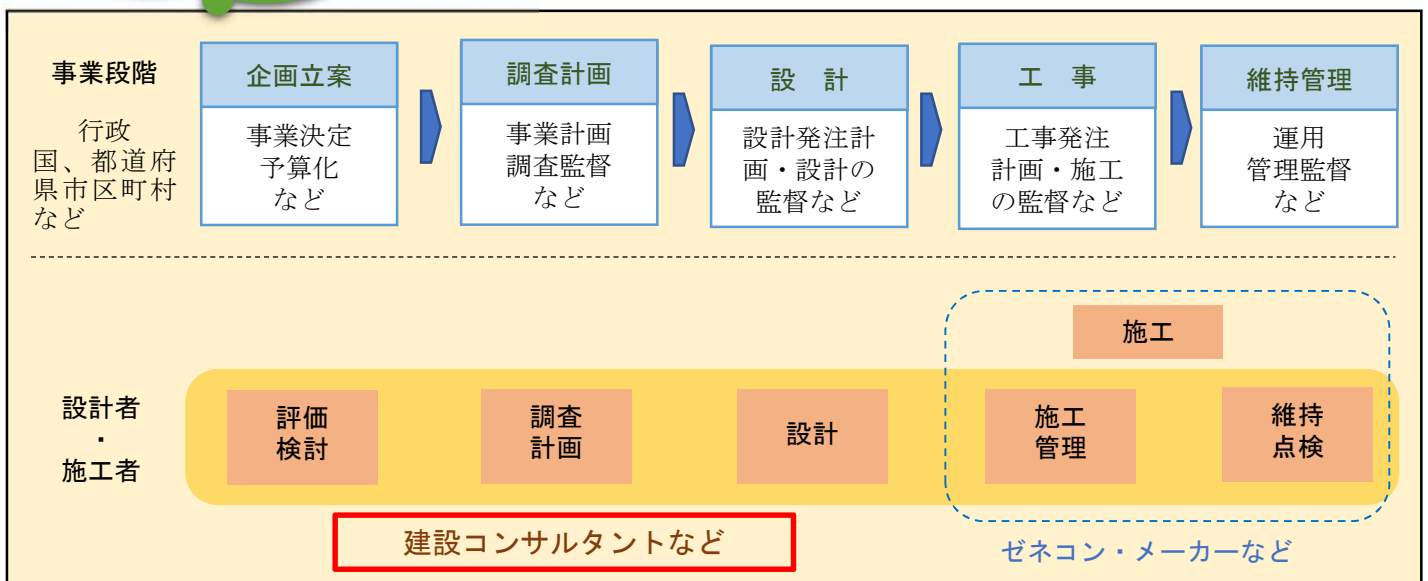 事業段階
行政
国、都道府
県市区町村
など
企画立案
事業決定
予算化
など
調査計画
事業計画
調査監督
など
設　計
設計発注計
画・設計の
監督など
工　事
工事発注
計画・施工
の監督など
維持管理
運用
管理監督
など
設計者
・
施工者
評価
検討
調査
計画
設計
施工
施工
管理
維持
点検
建設コンサルタントなど
ゼネコン・メーカーなど